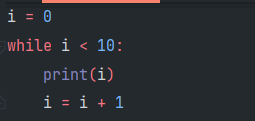 i = 0
while i < 10:
    print(i)
    i = i + 1